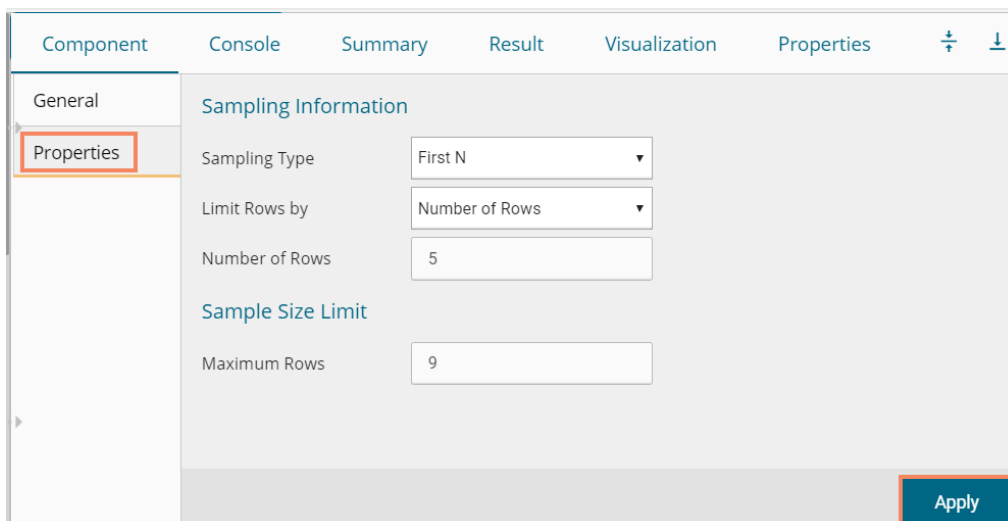 Component Console Summary Result Visualization Properties
General
Properties
Sampling Information
Sampling Type First N
Limit Rows by Number of Rows
Number of Rows 5
Sample Size Limit
Maximum Rows 9
Apply